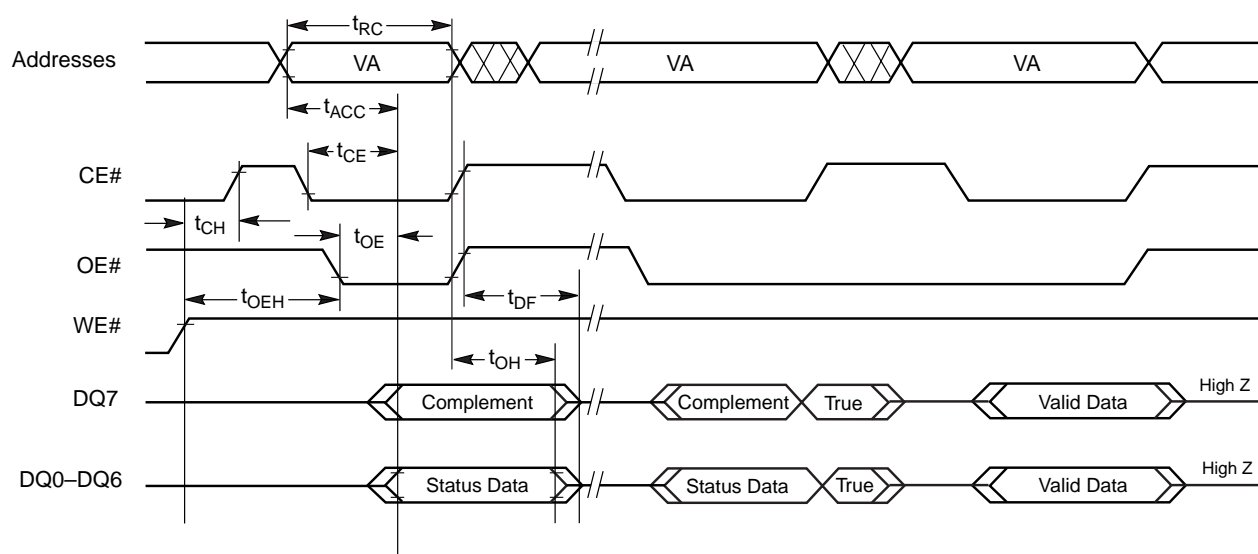 tRC
Addresses VA VA VA
tACC
tCE
CE#
tCH
tOE
OE#
tOEH tDF
WE#
tOH
High Z
DQ7 Complement Complement True Valid Data
High Z
DQ0–DQ6 Status Data Status Data True Valid Data